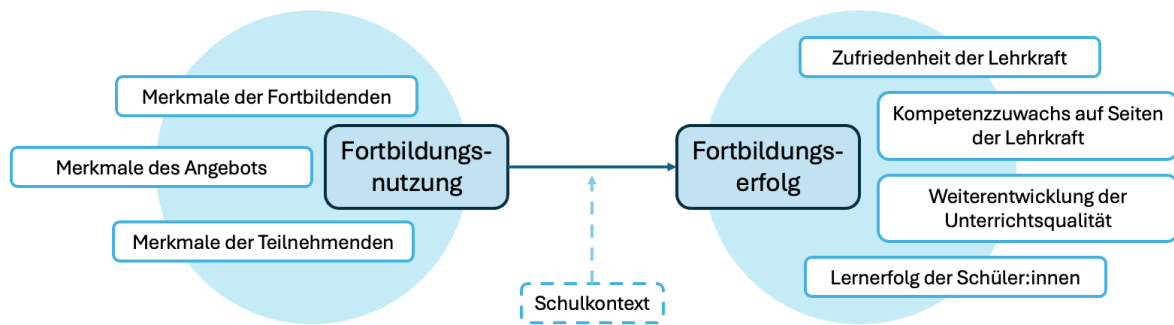 Merkmale der Fortbildenden
Merkmale des Angebots
Merkmale der Teilnehmenden
Fortbildungs-
nutzung
Schulkontext
Fortbildungs-
erfolg
Zufriedenheit der Lehrkraft
Kompetenzzuwachs auf Seiten
der Lehrkraft
Weiterentwicklung der
Unterrichtsqualität
Lernerfolg der Schüler:innen